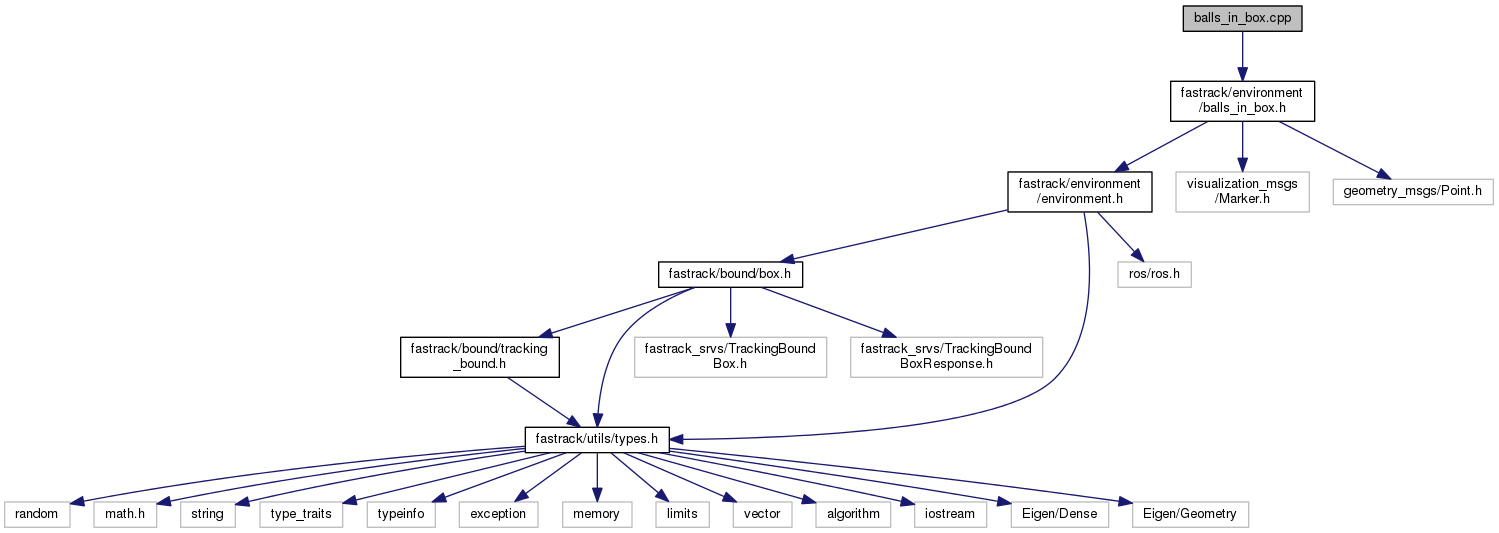 balls_in_box.cpp
fastrack/environment
/balls_in_box.h
fastrack/environment
/environment.h
visualization_msgs
/Marker.h
geometry_msgs/Point.h
fastrack/bound/box.h
ros/ros.h
fastrack/bound/tracking
_bound.h
fastrack_srvs/TrackingBound
Box.h
fastrack_srvs/TrackingBound
BoxResponse.h
fastrack/utils/types.h
random
math.h
string
type_traits
typeinfo
exception
memory
limits
vector
algorithm
iostream
Eigen/Dense
Eigen/Geometry